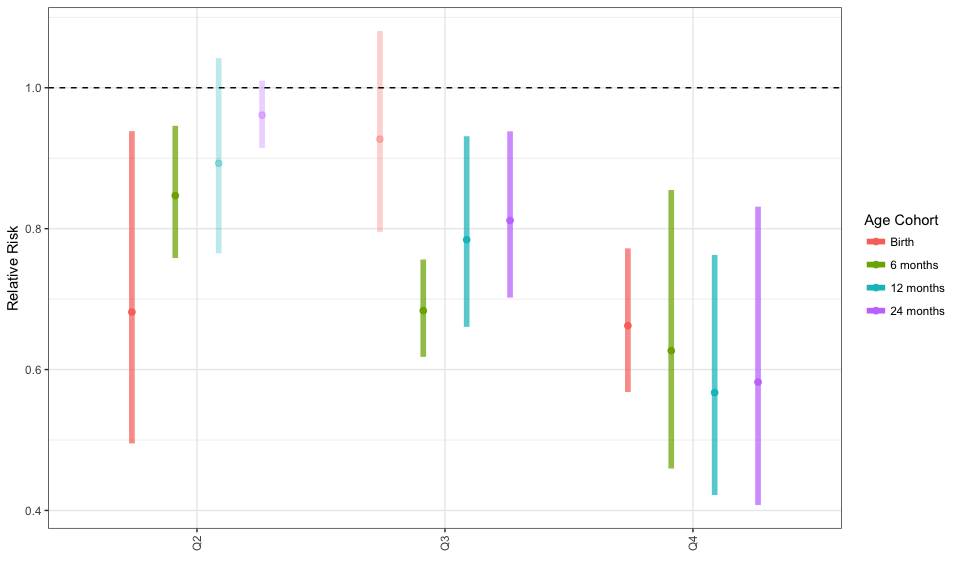 Relative Risk
1.0
0.8
0.6
0.4
Q2
Q3
Q4
Age Cohort
Birth
6 months
12 months
24 months